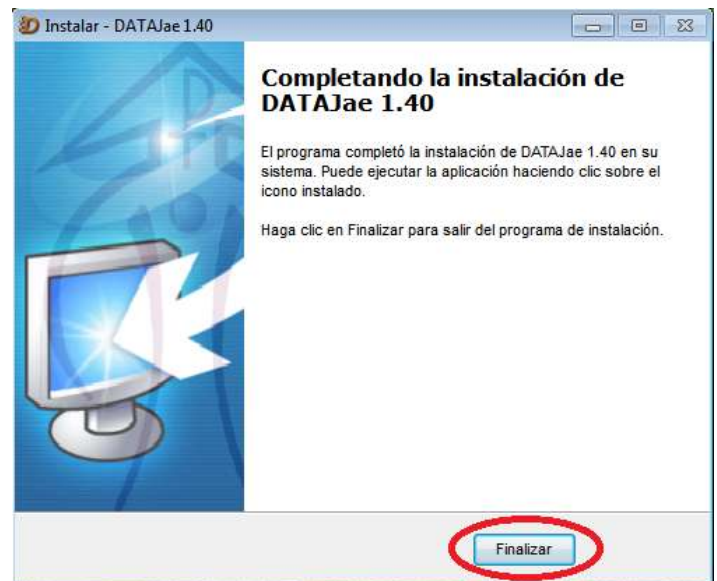 Instalar - DATAJae 1.40
Completando la instalación de
DATAJae 1.40
El programa completó la instalación de DATAJae 1.40 en su
sistema. Puede ejecutar la aplicación haciendo clic sobre el
icono instalado.
Haga clic en Finalizar para salir del programa de instalación.
Finalizar